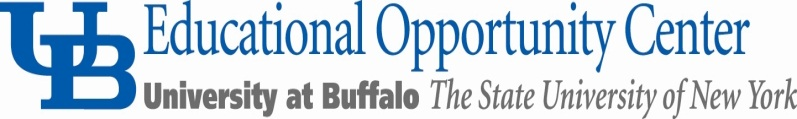 UB Educational Opportunity Center
University at Buffalo The State University of New York